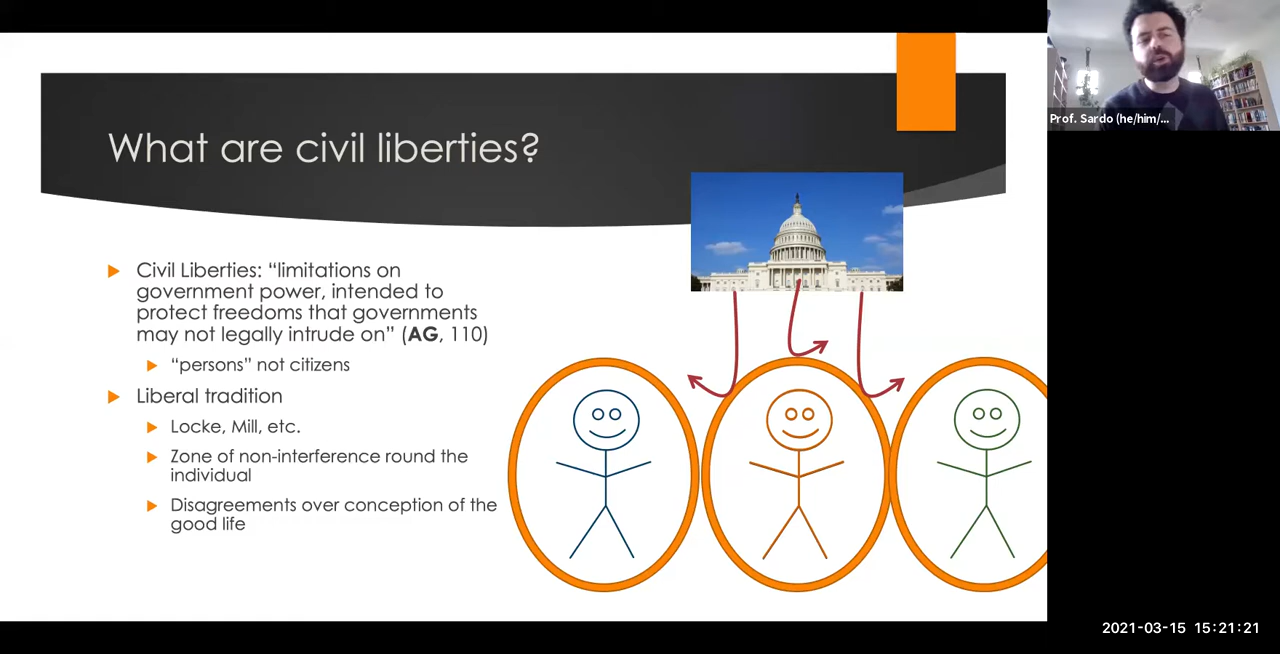 What are civil liberties?
Civil Liberties: “limitations on
government power, intended to
protect freedoms that governments
may not legally intrude on” (AG, 110)
“persons” not citizens
Liberal tradition
Locke, Mill, etc.
Zone of non-interference round the
individual
Disagreements over conception of the
good life
Prof. Sardo (he/him/...
2021-03-15 15:21:21